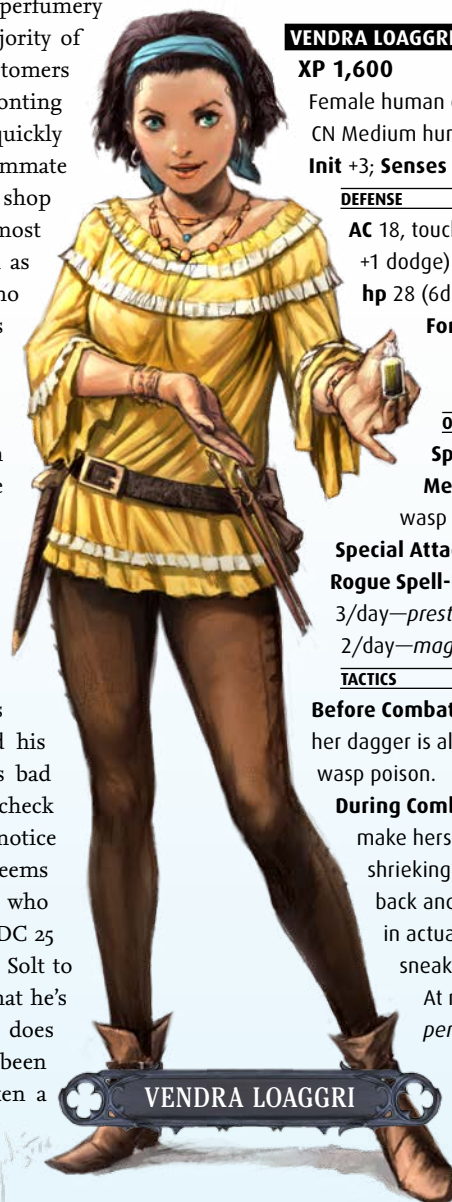 perfumery
jority of
tomers
onting
quickly
mmate
shop
most
as
no
s
n
e
s
d his
s bad
check
notice
eems
who
DC 25
Solt to
hat he's
does
been
ken a
VENDRA LOAGGRI
XP 1,600
Female human
CN Medium hum
Init +3; Senses
DEFENSE
AC 18, touch
+1 dodge)
hp 28 (6d
For
O
Sp
Me
wasp
Special Attac
Rogue Spell-
3/day—prest
2/day—mag
TACTICS
Before Combat
her dagger is al
wasp poison.
During Comb
make hers
shrieking
back and
in actua
sneak
At r
per
VENDRA LOAGGRI